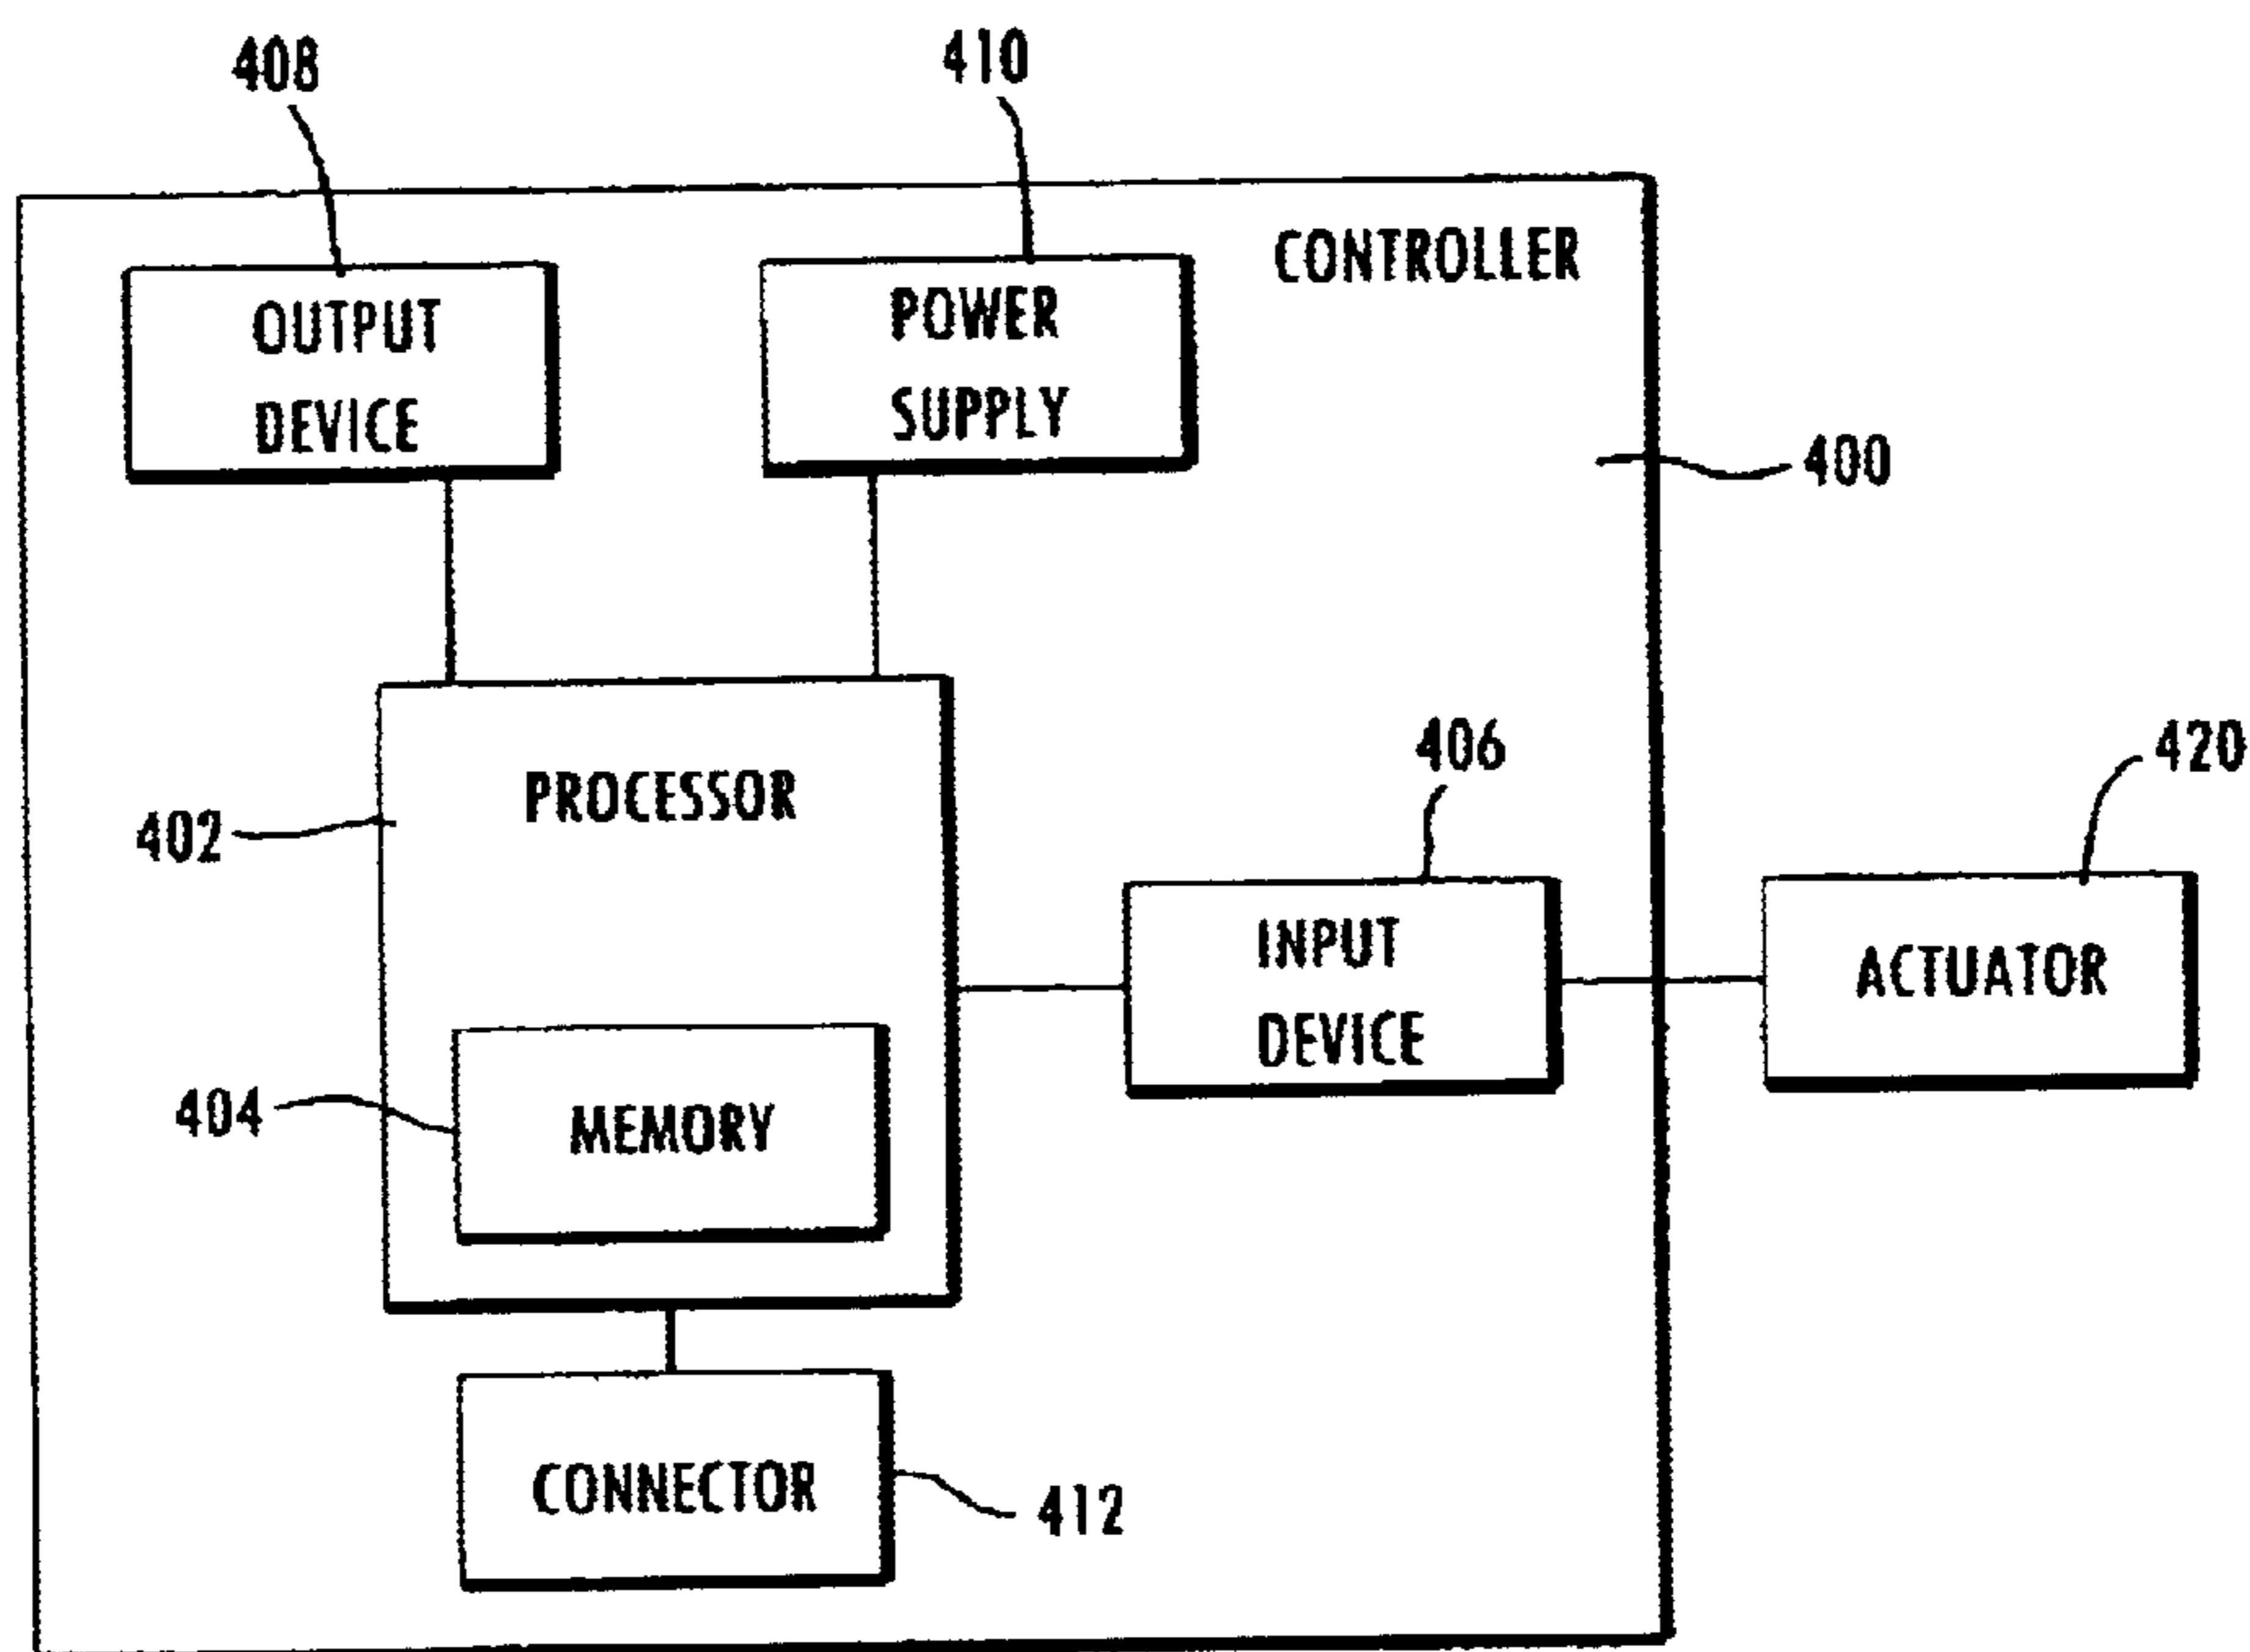 408
410
CONTROLLER
OUTPUT
DEVICE
POWER
SUPPLY
400
406
420
PROCESSOR
402
INPUT
DEVICE
ACTUATOR
404
MEMORY
CONNECTOR
412